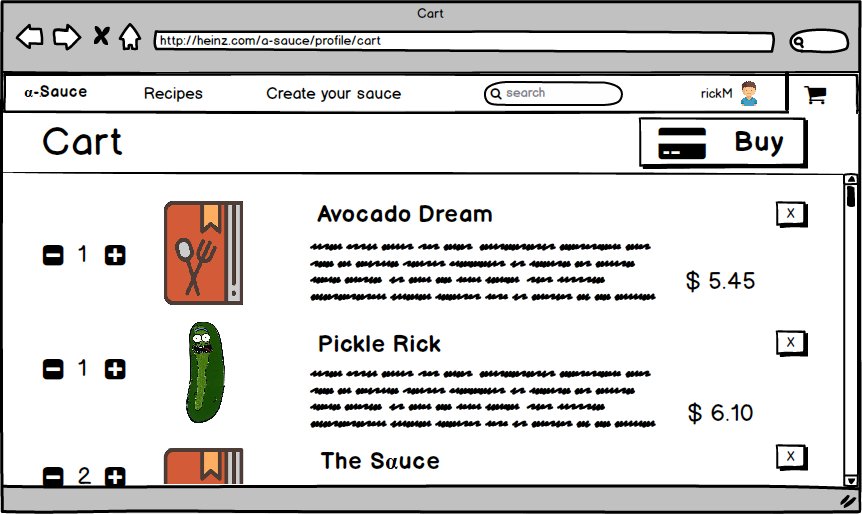 Cart
http://heinz.com/α-sauce/profile/cart
α-Sauce Recipes Create your sauce search rickM
Cart Buy
Avocado Dream X
1
$ 5.45
Pickle Rick X
1
$ 6.10
The Sαuce X
2